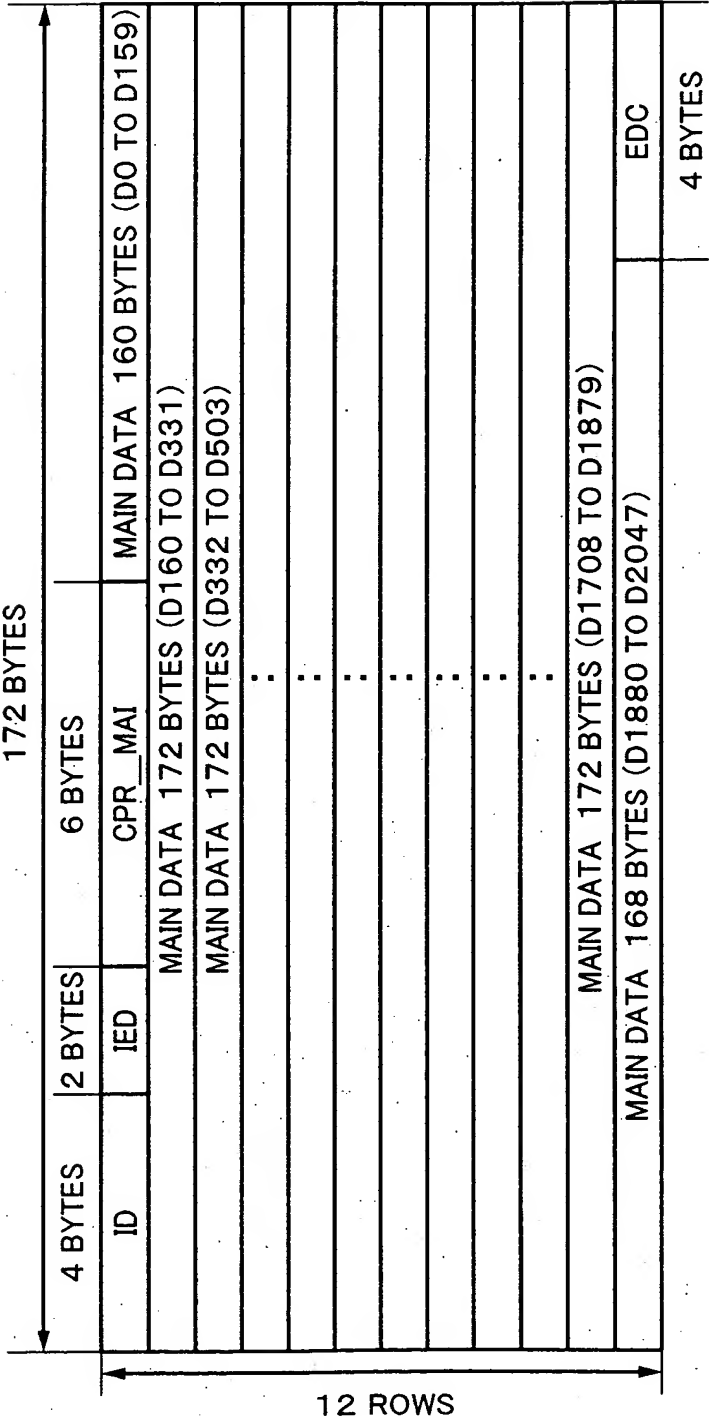 172 BYTES
4 BYTES
2 BYTES
6 BYTES
ID
IED
CPR_MAI
MAIN DATA 160 BYTES (D0 TO D159)
MAIN DATA 172 BYTES (D160 TO D331)
MAIN DATA 172 BYTES (D332 TO D503)
MAIN DATA 172 BYTES (D1708 TO D1879)
MAIN DATA 168 BYTES (D1880 TO D2047)
EDC
4 BYTES
12 ROWS